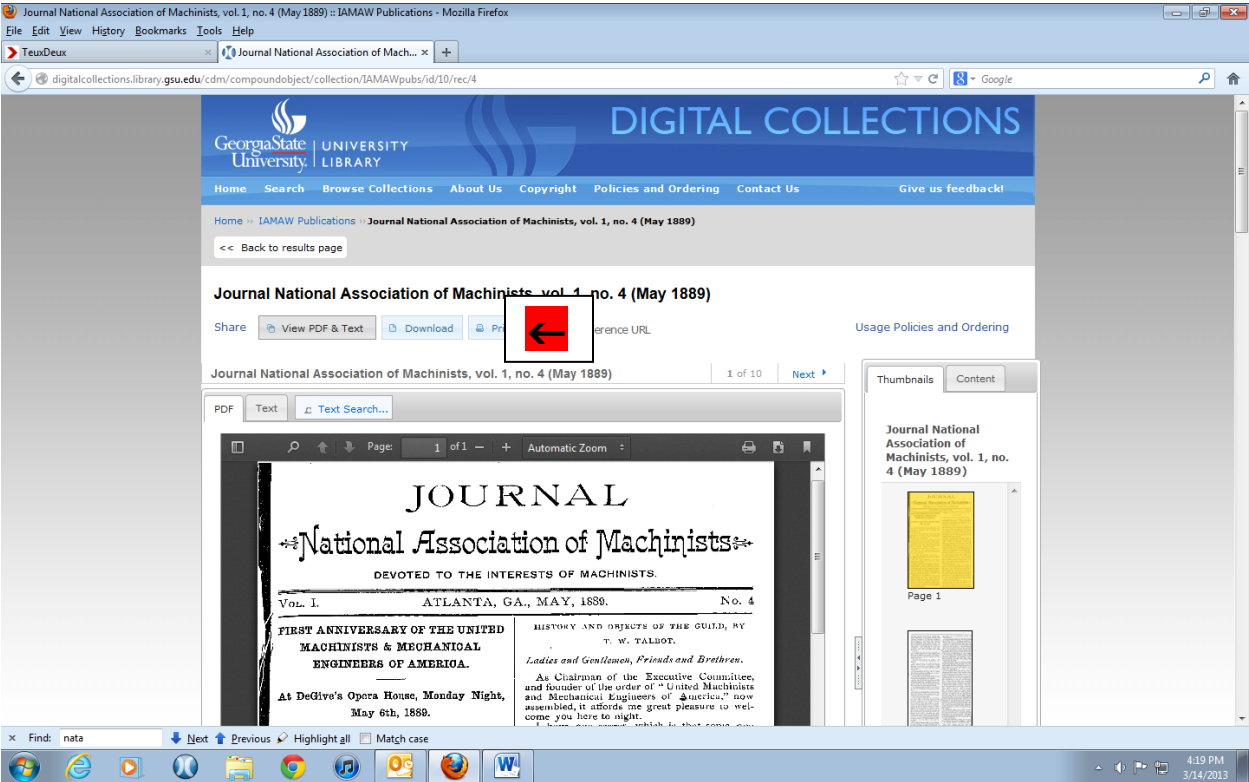 Journal National Association of Machinists, vol. 1, no. 4 (May 1889) :: IAMAW Publications - Mozilla Firefox
File Edit View History Bookmarks Tools Help
TeuxDeux × Journal National Association of Mach... × +
digitalcollections.library.gsu.edu/cdm/compoundobject/collection/IAMAWpubs/id/10/rec/4 Google
GeorgiaState University. UNIVERSITY LIBRARY
DIGITAL COLLECTIONS
Home Search Browse Collections About Us Copyright Policies and Ordering Contact Us Give us feedback!
Home ›› IAMAW Publications ›› Journal National Association of Machinists, vol. 1, no. 4 (May 1889)
<< Back to results page
Journal National Association of Machinists, vol. 1, no. 4 (May 1889)
Share View PDF & Text Download Pri erence URL Usage Policies and Ordering
Journal National Association of Machinists, vol. 1, no. 4 (May 1889) 1 of 10 Next
Thumbnails Content
PDF Text Text Search...
Page: 1 of 1 — + Automatic Zoom
Journal National
Association of
Machinists, vol. 1, no.
4 (May 1889)
Page 1
JOURNAL
National Association of Machinists
DEVOTED TO THE INTERESTS OF MACHINISTS.
VOL. I. ATLANTA, GA., MAY, 1889. No. 4
FIRST ANNIVERSARY OF THE UNITED
MACHINISTS & MECHANICAL
ENGINEERS OF AMERICA.
At DeGive's Opera House, Monday Night,
May 6th, 1889.
HISTORY AND OBJECTS OF THE GUILD, BY
T. W. TALBOT.
Ladies and Gentlemen, Friends and Brethren.
As Chairman of the Executive Committee,
and founder of the order of "United Machinists
and Mechanical Engineers of America," now
assembled, it affords me great pleasure to wel-
come you here to night.
× Find: nata Next Previous Highlight all Match case
4:19 PM
3/14/2013